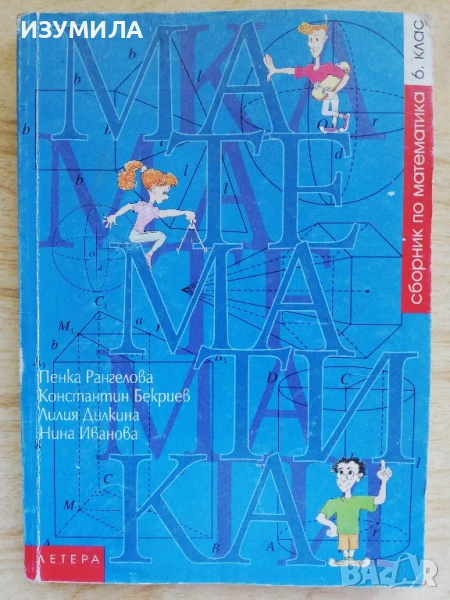 ИЗУМИЛА
МА
ТЕ
МА
ТИ
КА
сборник по математика 6. клас
Пенка Рангелова
Константин Бекриев
Лилия Дилкина
Нина Иванова
ЛЕТЕРА
BAZAR